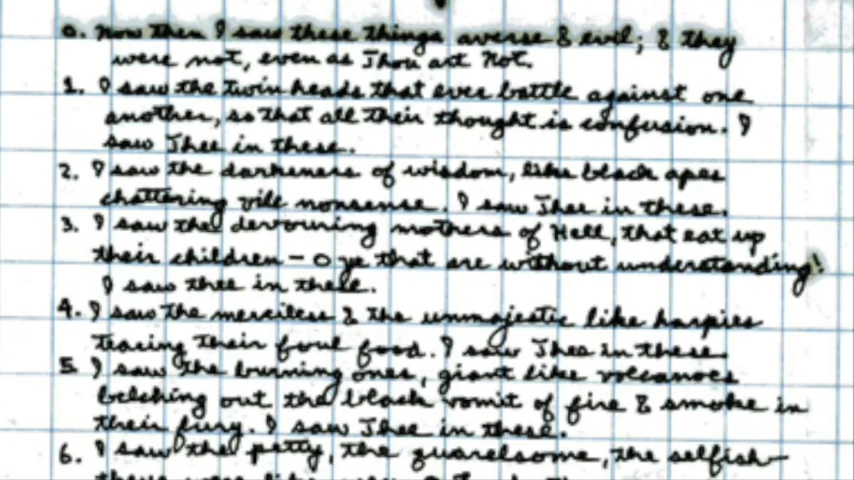 0. Now then I saw these things averse & evil; & they
were not, even as Thou art Not.
1. I saw the twin heads that ever battle against one
another, so that all their thought is confusion. I
saw Thee in these.
2. I saw the darkeners of wisdom, like black apes
chattering vile nonsense. I saw Thee in these.
3. I saw the devouring mothers of Hell, that eat up
their children – O ye that are without understanding!
I saw thee in these.
4. I saw the merciless & the unmajestic like harpies
tearing their foul food. I saw Thee in these
5. I saw the burning ones, giant like volcanoes
belching out the black vomit of fire & smoke in
their fury. I saw Thee in these.
6. I saw the petty, the quarelsome, the selfish—